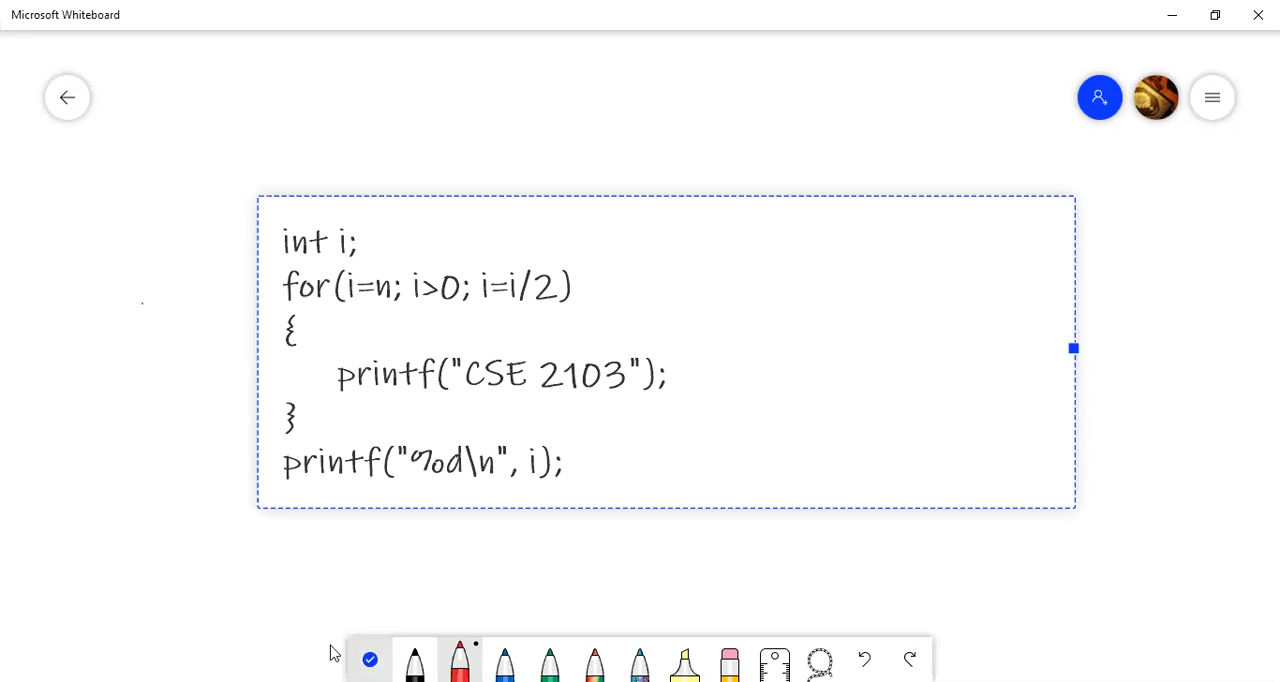 Microsoft Whiteboard
int i;
for(i=n; i>0; i=i/2)
{
printf("CSE 2103");
}
printf("%d\n", i);